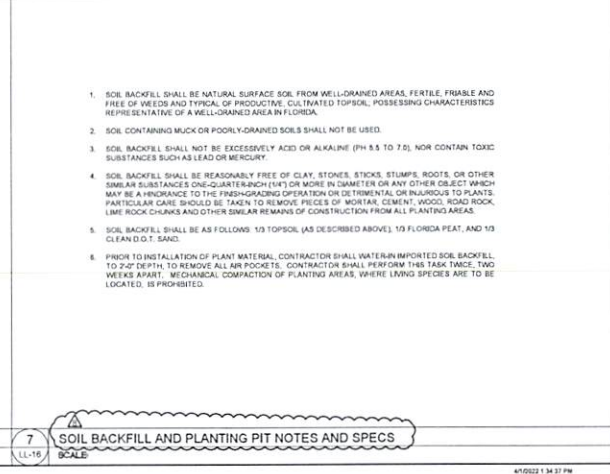 1. SOIL BACKFILL SHALL BE NATURAL SURFACE SOIL FROM WELL-DRAINED AREAS, FERTILE, FRIABLE AND
FREE OF WEEDS AND TYPICAL OF PRODUCTIVE, CULTIVATED TOPSOIL, POSSESSING CHARACTERISTICS
REPRESENTATIVE OF A WELL-DRAINED AREA IN FLORIDA.
2. SOIL CONTAINING MUCK OR POORLY-DRAINED SOILS SHALL NOT BE USED.
3. SOIL BACKFILL SHALL NOT BE EXCESSIVELY ACID OR ALKALINE (PH 5.5 TO 7.0), NOR CONTAIN TOXIC
SUBSTANCES SUCH AS LEAD OR MERCURY.
4. SOIL BACKFILL SHALL BE REASONABLY FREE OF CLAY, STONES, STICKS, STUMPS, ROOTS, OR OTHER
SIMILAR SUBSTANCES ONE-QUARTER-INCH (1/4") OR MORE IN DIAMETER OR ANY OTHER OBJECT WHICH
MAY BE A HINDRANCE TO THE FINISH-GRADING OPERATION OR DETRIMENTAL OR INJURIOUS TO PLANTS.
PARTICULAR CARE SHOULD BE TAKEN TO REMOVE PIECES OF MORTAR, CEMENT, WOOD, ROAD ROCK,
LIME ROCK CHUNKS AND OTHER SIMILAR REMAINS OF CONSTRUCTION FROM ALL PLANTING AREAS.
5. SOIL BACKFILL SHALL BE AS FOLLOWS: 1/3 TOPSOIL (AS DESCRIBED ABOVE), 1/3 FLORIDA PEAT, AND 1/3
CLEAN D.O.T. SAND.
6. PRIOR TO INSTALLATION OF PLANT MATERIAL, CONTRACTOR SHALL WATER-IN IMPORTED SOIL BACKFILL,
TO 2'-0" DEPTH, TO REMOVE ALL AIR POCKETS. CONTRACTOR SHALL PERFORM THIS TASK TWICE, TWO
WEEKS APART. MECHANICAL COMPACTION OF PLANTING AREAS, WHERE LIVING SPECIES ARE TO BE
LOCATED, IS PROHIBITED.
7 SOIL BACKFILL AND PLANTING PIT NOTES AND SPECS
LL-16 SCALE:
4/1/2022 1:34:37 PM